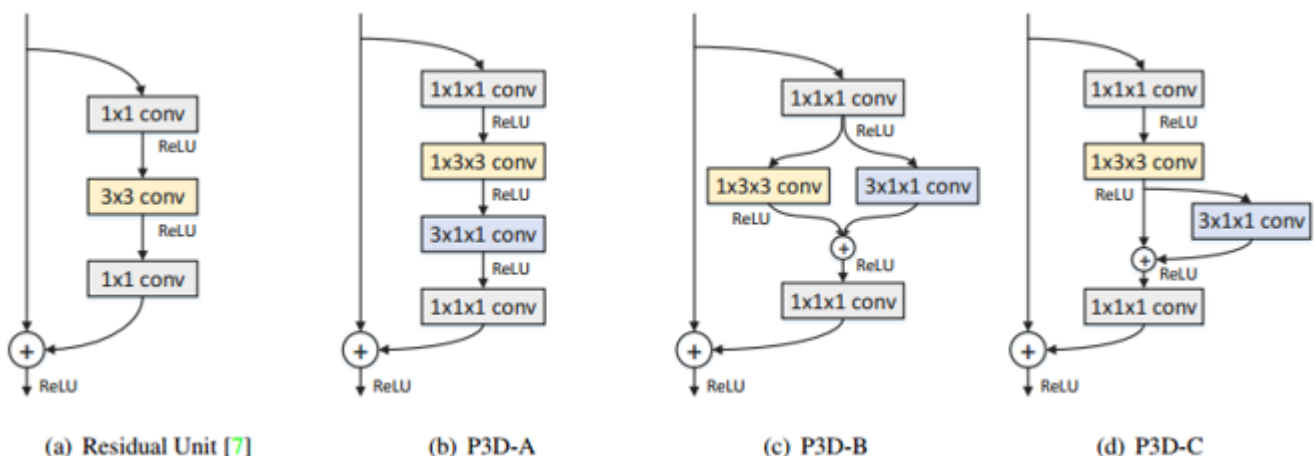 1x1 conv
ReLU
3x3 conv
ReLU
1x1 conv
+
ReLU
(a) Residual Unit [7]
1x1x1 conv
ReLU
1x3x3 conv
ReLU
3x1x1 conv
ReLU
1x1x1 conv
+
ReLU
(b) P3D-A
1x1x1 conv
ReLU
1x3x3 conv
3x1x1 conv
ReLU
+
ReLU
1x1x1 conv
+
ReLU
(c) P3D-B
1x1x1 conv
ReLU
1x3x3 conv
ReLU
3x1x1 conv
+
ReLU
1x1x1 conv
+
ReLU
(d) P3D-C